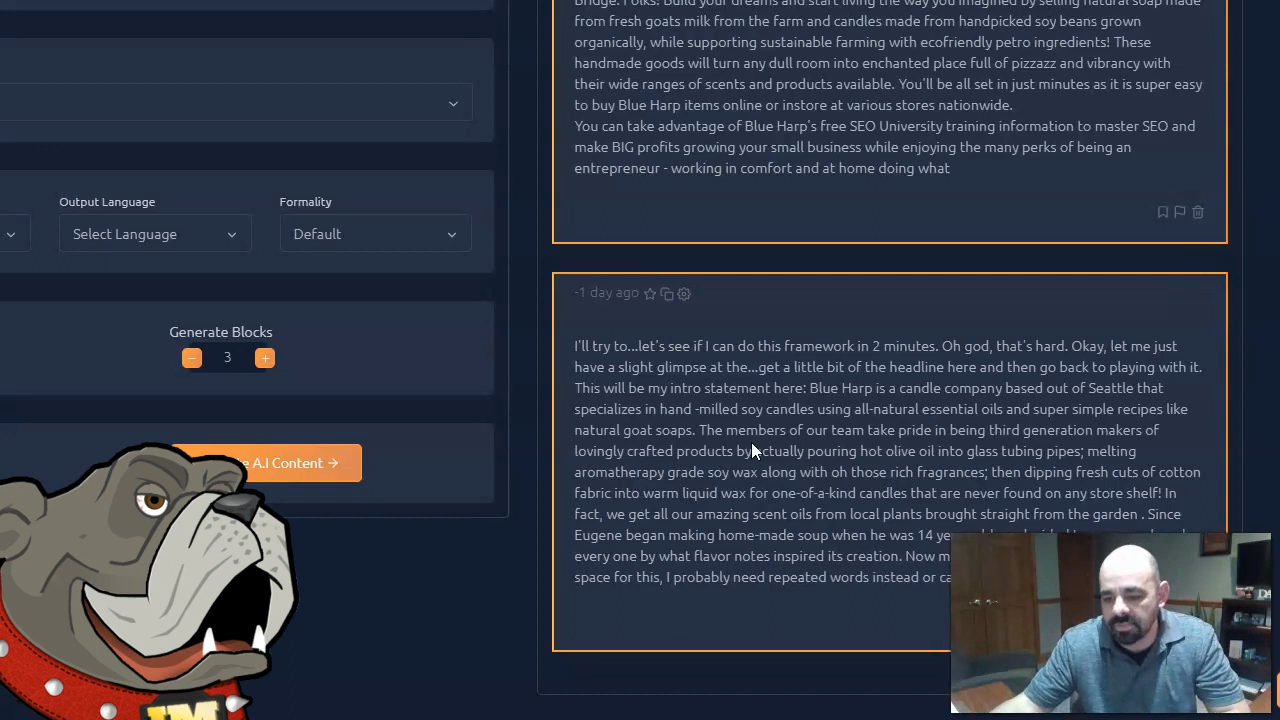 Output Language
Formality
Select Language
Default
Generate Blocks
− 3 +
A.I Content →
Bridge. Folks! Build your dreams and start living the way you imagined by selling natural soap made
from fresh goats milk from the farm and candles made from handpicked soy beans grown
organically, while supporting sustainable farming with ecofriendly petro ingredients! These
handmade goods will turn any dull room into enchanted place full of pizzazz and vibrancy with
their wide ranges of scents and products available. You'll be all set in just minutes as it is super easy
to buy Blue Harp items online or instore at various stores nationwide.
You can take advantage of Blue Harp's free SEO University training information to master SEO and
make BIG profits growing your small business while enjoying the many perks of being an
entrepreneur - working in comfort and at home doing what
-1 day ago
I'll try to...let's see if I can do this framework in 2 minutes. Oh god, that's hard. Okay, let me just
have a slight glimpse at the...get a little bit of the headline here and then go back to playing with it.
This will be my intro statement here: Blue Harp is a candle company based out of Seattle that
specializes in hand -milled soy candles using all-natural essential oils and super simple recipes like
natural goat soaps. The members of our team take pride in being third generation makers of
lovingly crafted products by actually pouring hot olive oil into glass tubing pipes; melting
aromatherapy grade soy wax along with oh those rich fragrances; then dipping fresh cuts of cotton
fabric into warm liquid wax for one-of-a-kind candles that are never found on any store shelf! In
fact, we get all our amazing scent oils from local plants brought straight from the garden . Since
Eugene began making home-made soup when he was 14
every one by what flavor notes inspired its creation. Now
space for this, I probably need repeated words instead or
IM